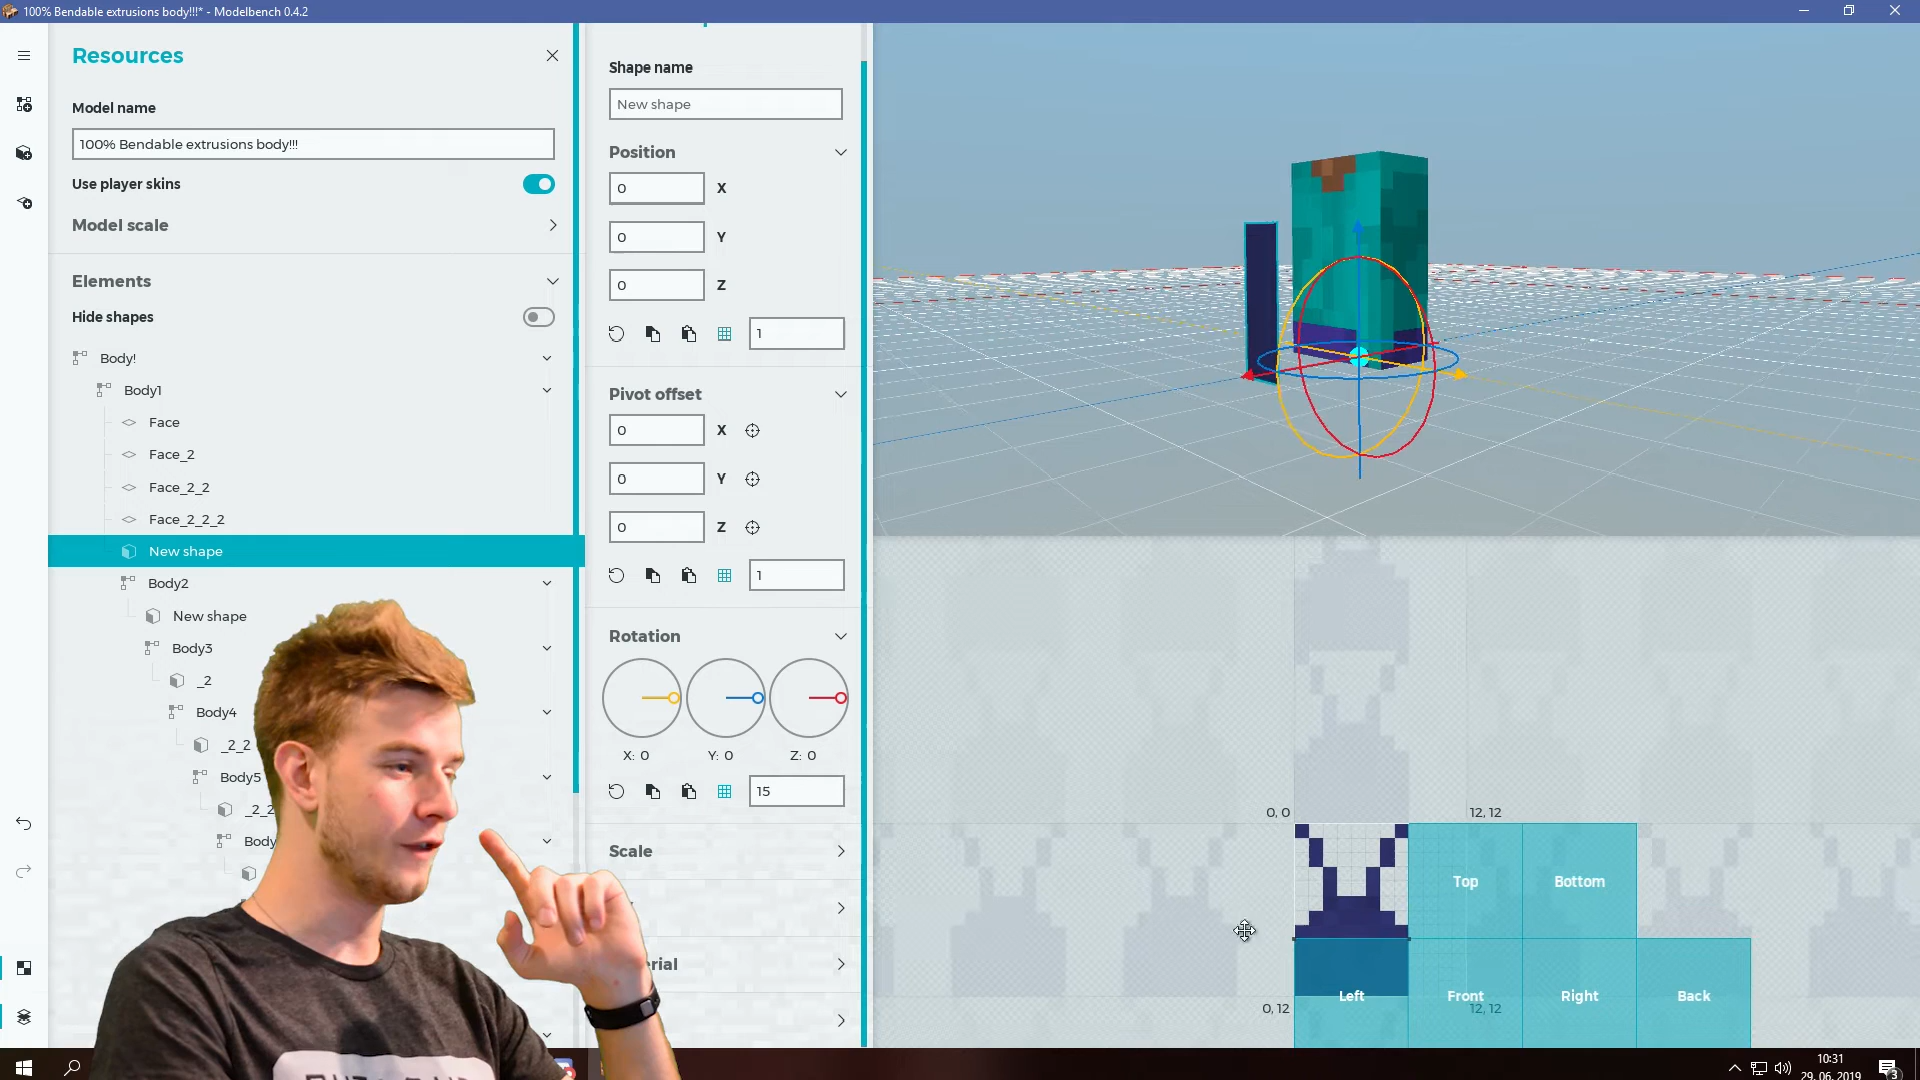 100% Bendable extrusions body!!!* - Modelbench 0.4.2
Resources
Model name
100% Bendable extrusions body!!!
Use player skins
Model scale
Elements
Hide shapes
Body!
Body1
Face
Face_2
Face_2_2
Face_2_2_2
New shape
Body2
New shape
Body3
_2
Body4
_2_2
Body5
_2_2
Body
Shape name
New shape
Position
0 X
0 Y
0 Z
1
Pivot offset
0 X
0 Y
0 Z
1
Rotation
X: 0 Y: 0 Z: 0
15
Scale
erial
0, 0 12, 12
Top Bottom
Left Front Right Back
0, 12 12, 12
10:31
29. 06. 2019
3